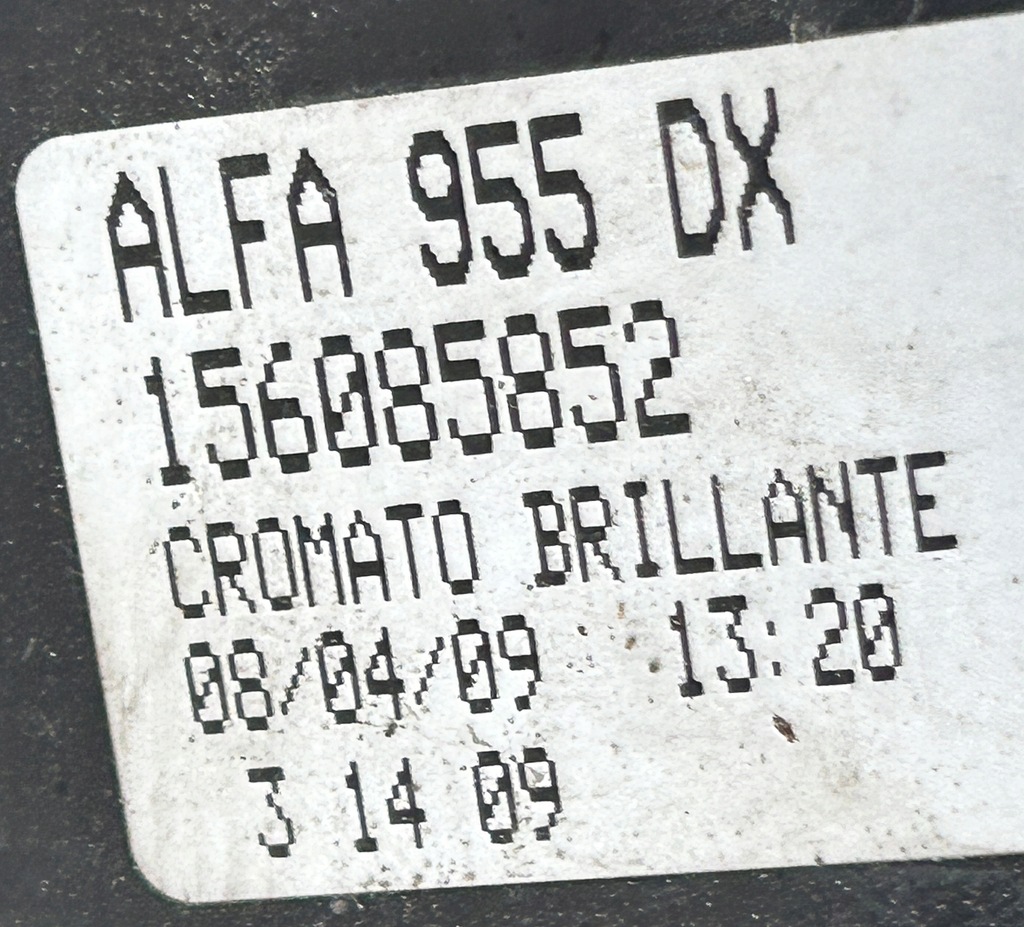 ALFA 955 DX
156085852
CROMATO BRILLANTE
08/04/09 13:20
3 14 09